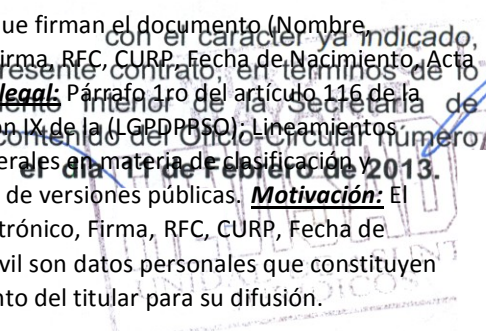 que firman el documento (Nombre,
con el carácter ya indicado,
Firma, RFC, CURP, Fecha de Nacimiento, Acta
presente contrato, en términos de lo
legal: Párrafo 1ro del artículo 116 de la
Interior de la Secretaría de
IX de la (LGPDPPSO); Lineamientos
contenido del Oficio-Circular número
erales en materia de clasificación y
el día 11 de Febrero de 2013.
de versiones públicas. Motivación: El
trónico, Firma, RFC, CURP, Fecha de
vil son datos personales que constituyen
nto del titular para su difusión.